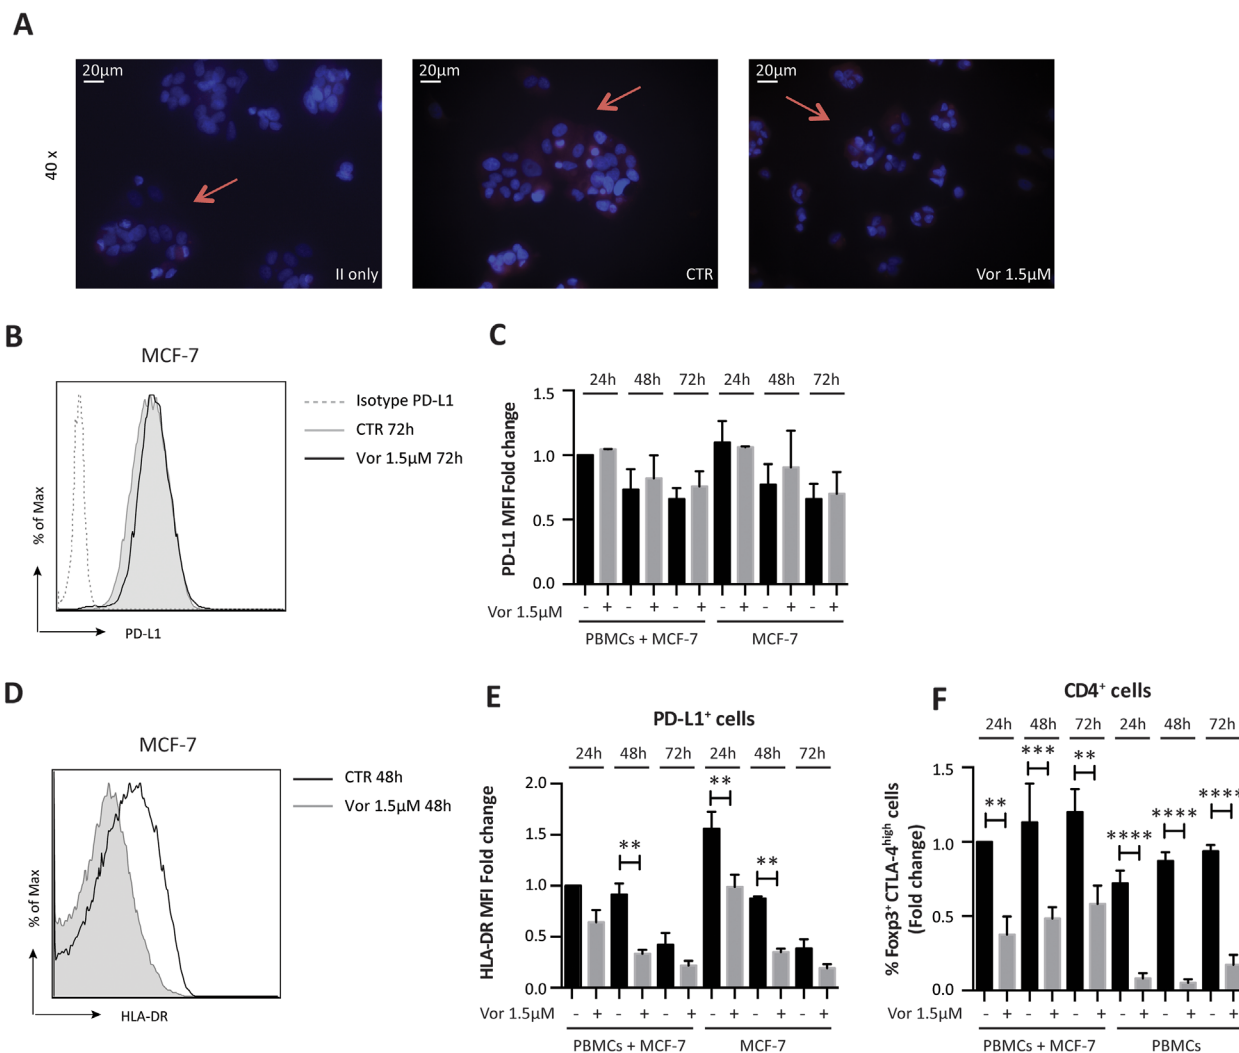 A
20µm
20µm
20µm
40 x
II only
CTR
Vor 1.5µM
B
MCF-7
% of Max
PD-L1
Isotype PD-L1
CTR 72h
Vor 1.5µM 72h
C
24h 48h 72h 24h 48h 72h
PD-L1 MFI Fold change
1.5
1.0
0.5
0.0
Vor 1.5µM - + - + - + - + - + - +
PBMCs + MCF-7 MCF-7
D
MCF-7
% of Max
HLA-DR
CTR 48h
Vor 1.5µM 48h
E
PD-L1⁺ cells
24h 48h 72h 24h 48h 72h
HLA-DR MFI Fold change
2.0
1.5
1.0
0.5
0.0
** ** **
Vor 1.5µM - + - + - + - + - + - +
PBMCs + MCF-7 MCF-7
F
CD4⁺ cells
24h 48h 72h 24h 48h 72h
% Foxp3⁺ CTLA-4ʰⁱᵍʰ cells
(Fold change)
1.5
1.0
0.5
0.0
** *** ** **** **** ****
Vor 1.5µM - + - + - + - + - + - +
PBMCs + MCF-7 PBMCs